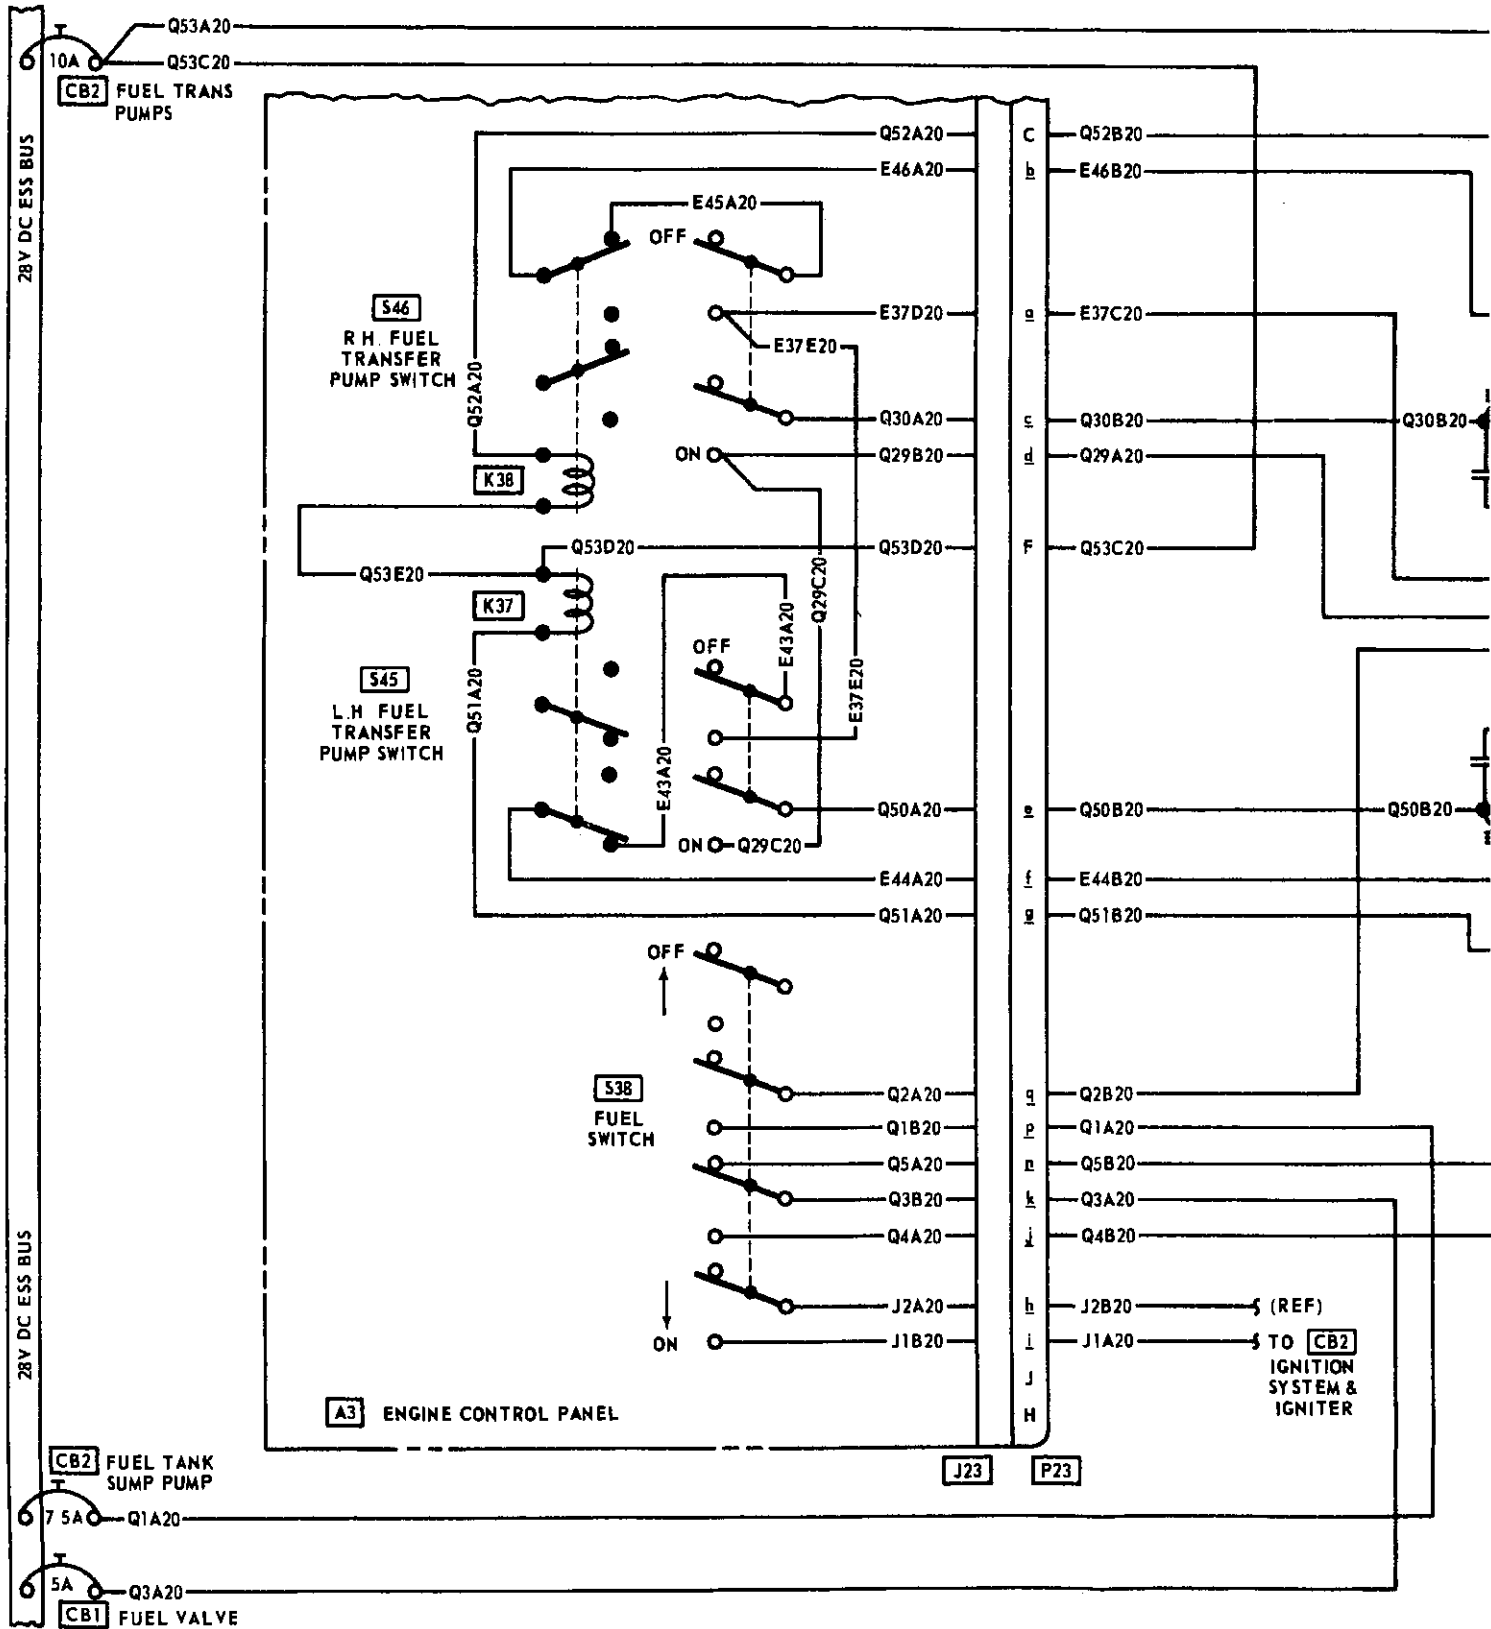 Q53A20
10A
Q53C20
CB2 FUEL TRANS
PUMPS
28V DC ESS BUS
Q52A20 C Q52B20
E46A20 b E46B20
E45A20
OFF
S46
R H. FUEL
TRANSFER
PUMP SWITCH
E37D20 a E37C20
E37E20
Q52A20
Q30A20 c Q30B20 Q30B20
ON Q29B20 d Q29A20
K38
Q53D20 Q53D20 F Q53C20
Q53E20
Q29C20
K37
E43A20
OFF
S45
L.H FUEL
TRANSFER
PUMP SWITCH
Q51A20
E37E20
E43A20
Q50A20 e Q50B20 Q50B20
ON Q29C20
E44A20 f E44B20
Q51A20 g Q51B20
OFF
S38
FUEL
SWITCH
Q2A20 q Q2B20
Q1B20 p Q1A20
Q5A20 n Q5B20
Q3B20 k Q3A20
Q4A20 j Q4B20
28V DC ESS BUS
J2A20 h J2B20 (REF)
ON J1B20 i J1A20 TO CB2
IGNITION
SYSTEM &
IGNITER
J
H
A3 ENGINE CONTROL PANEL
J23 P23
CB2 FUEL TANK
SUMP PUMP
7 5A Q1A20
5A Q3A20
CB1 FUEL VALVE